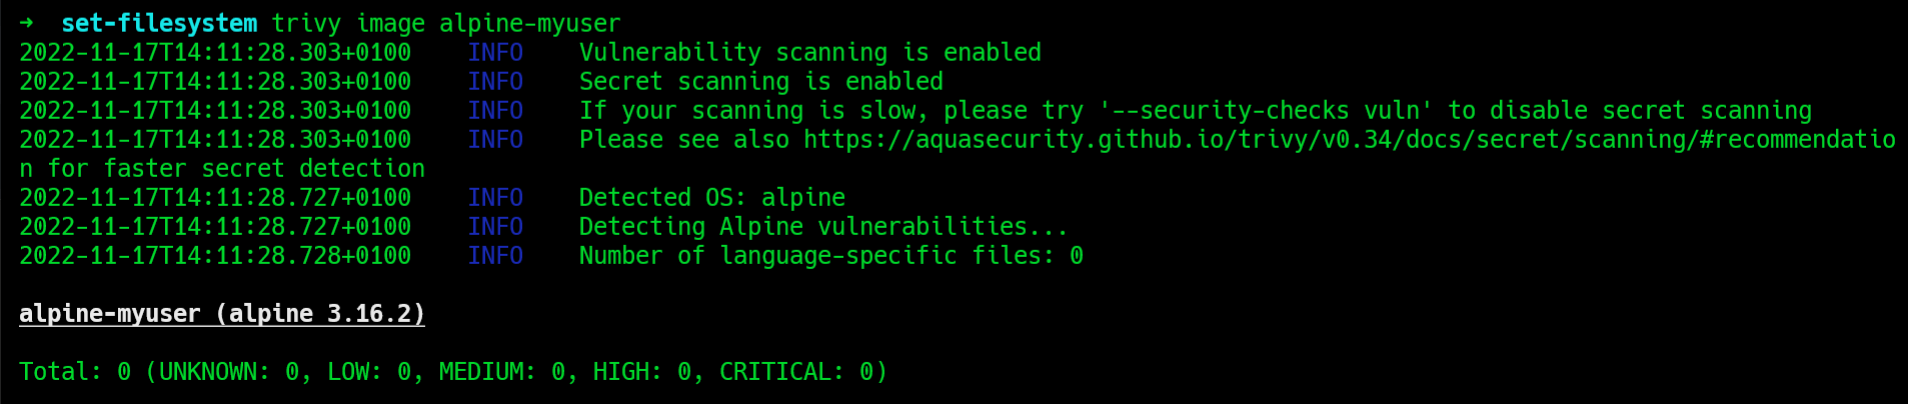 → set-filesystem trivy image alpine-myuser
2022-11-17T14:11:28.303+0100 INFO Vulnerability scanning is enabled
2022-11-17T14:11:28.303+0100 INFO Secret scanning is enabled
2022-11-17T14:11:28.303+0100 INFO If your scanning is slow, please try '--security-checks vuln' to disable secret scanning
2022-11-17T14:11:28.303+0100 INFO Please see also https://aquasecurity.github.io/trivy/v0.34/docs/secret/scanning/#recommendatio
n for faster secret detection
2022-11-17T14:11:28.727+0100 INFO Detected OS: alpine
2022-11-17T14:11:28.727+0100 INFO Detecting Alpine vulnerabilities...
2022-11-17T14:11:28.728+0100 INFO Number of language-specific files: 0
alpine-myuser (alpine 3.16.2)
Total: 0 (UNKNOWN: 0, LOW: 0, MEDIUM: 0, HIGH: 0, CRITICAL: 0)